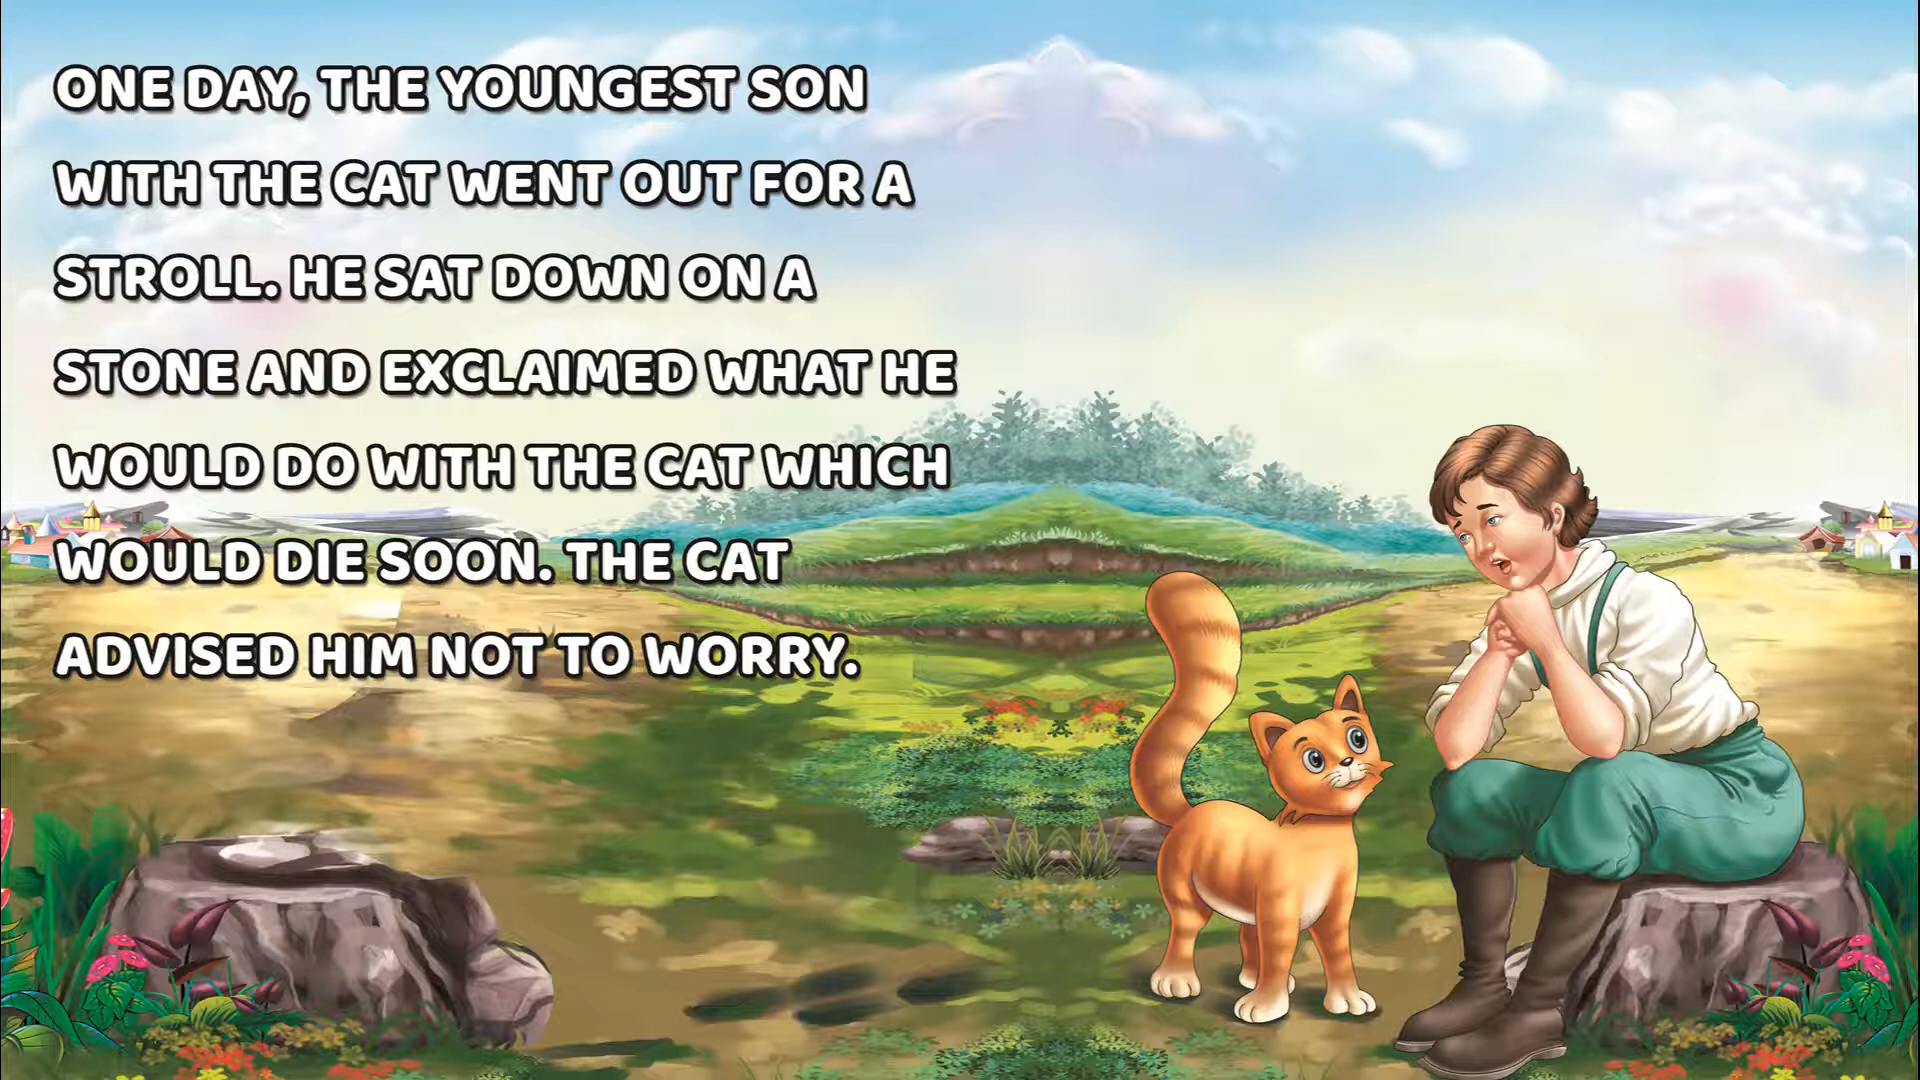 ONE DAY, THE YOUNGEST SON
WITH THE CAT WENT OUT FOR A
STROLL. HE SAT DOWN ON A
STONE AND EXCLAIMED WHAT HE
WOULD DO WITH THE CAT WHICH
WOULD DIE SOON. THE CAT
ADVISED HIM NOT TO WORRY.